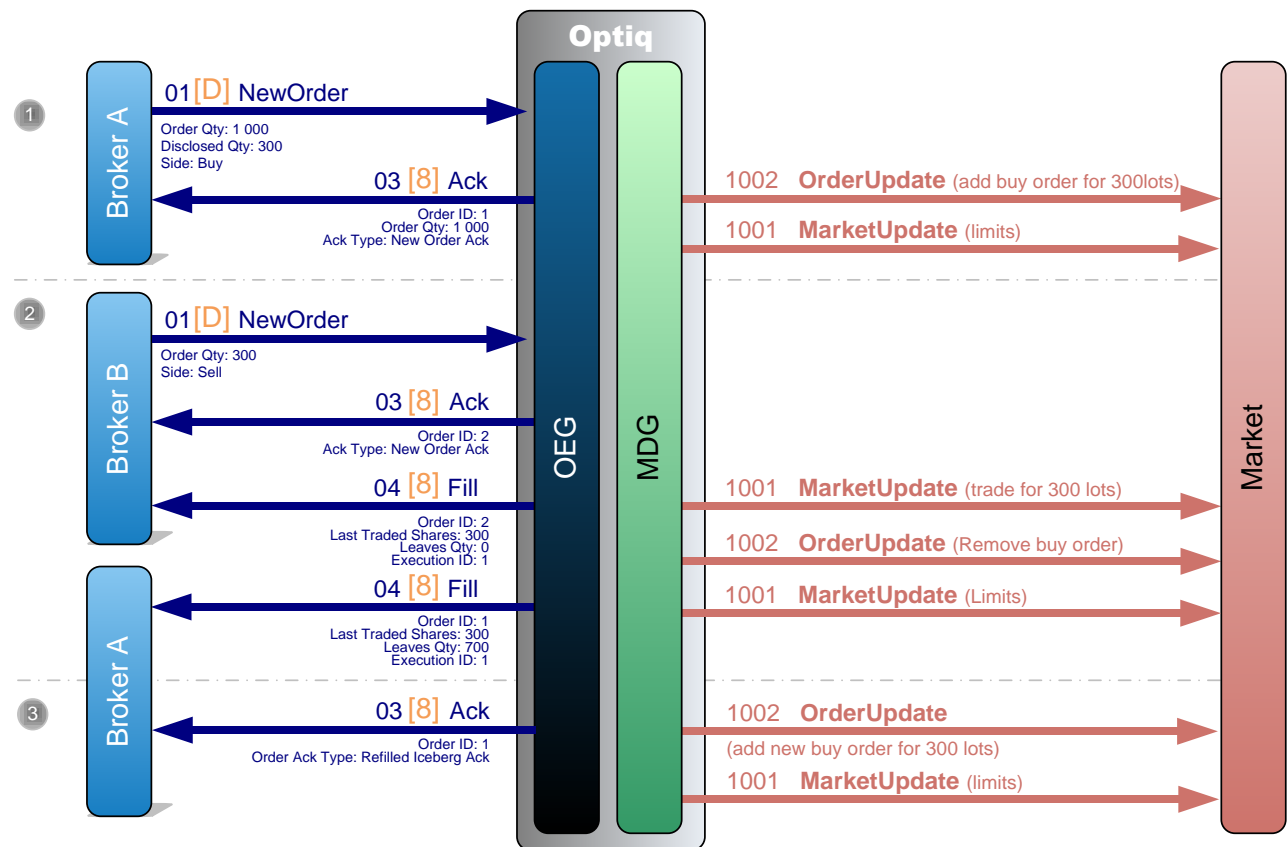 Optiq
1
Broker A
01 [D] NewOrder
Order Qty: 1 000
Disclosed Qty: 300
Side: Buy
03 [8] Ack
Order ID: 1
Order Qty: 1 000
Ack Type: New Order Ack
1002 OrderUpdate (add buy order for 300lots)
1001 MarketUpdate (limits)
OEG
MDG
Market
2
Broker B
01 [D] NewOrder
Order Qty: 300
Side: Sell
03 [8] Ack
Order ID: 2
Ack Type: New Order Ack
04 [8] Fill
Order ID: 2
Last Traded Shares: 300
Leaves Qty: 0
Execution ID: 1
1001 MarketUpdate (trade for 300 lots)
1002 OrderUpdate (Remove buy order)
1001 MarketUpdate (Limits)
Broker A
04 [8] Fill
Order ID: 1
Last Traded Shares: 300
Leaves Qty: 700
Execution ID: 1
3
03 [8] Ack
Order ID: 1
Order Ack Type: Refilled Iceberg Ack
1002 OrderUpdate
(add new buy order for 300 lots)
1001 MarketUpdate (limits)